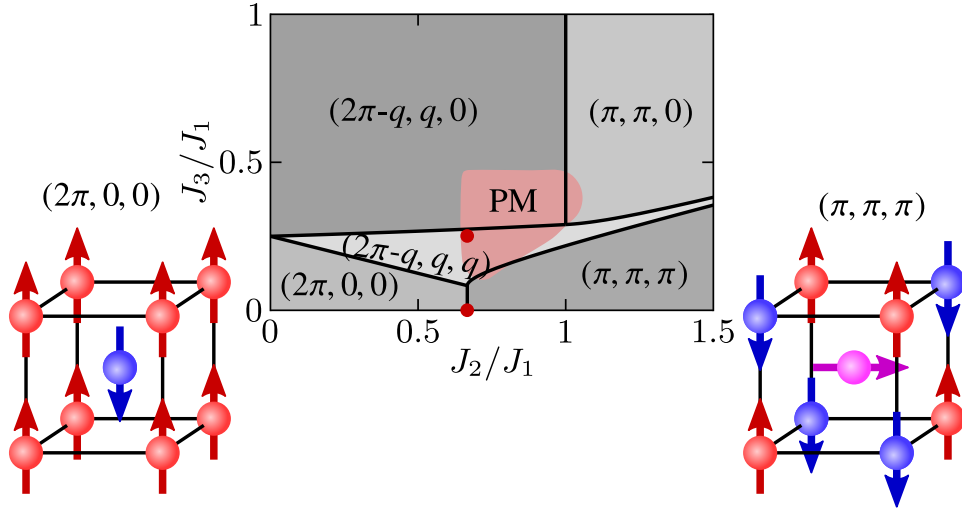 1
(2π-q, q, 0)
(π, π, 0)
J₃/J₁
0.5
(2π, 0, 0)
PM
(π, π, π)
(2π-q, q, q)
(2π, 0, 0)
(π, π, π)
0
0
0.5
1
1.5
J₂/J₁